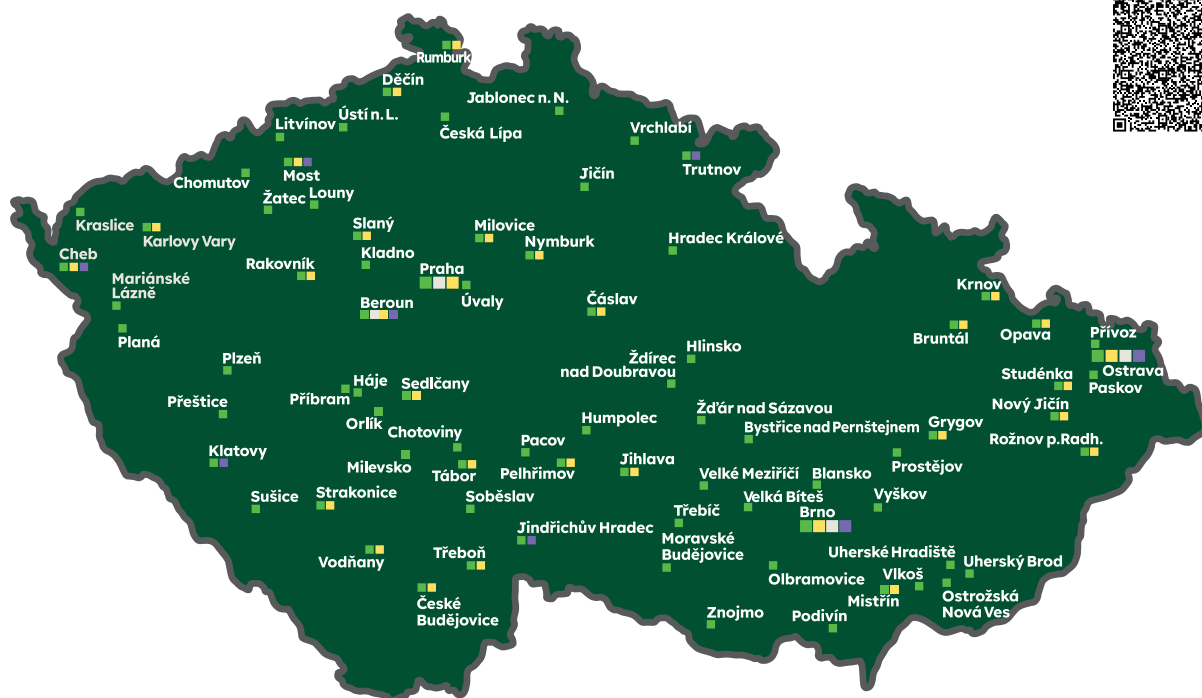 Rumburk
Děčín
Jablonec n. N.
Ústí n. L.
Litvínov
Česká Lípa
Vrchlabí
Trutnov
Most
Chomutov
Jičín
Žatec
Louny
Kraslice
Karlovy Vary
Slaný
Milovice
Nymburk
Hradec Králové
Cheb
Kladno
Rakovník
Praha
Mariánské
Lázně
Úvaly
Krnov
Beroun
Čáslav
Planá
Bruntál
Opava
Přívoz
Hlinsko
Plzeň
Ždírec
nad Doubravou
Ostrava
Studénka
Paskov
Háje
Sedlčany
Příbram
Přeštice
Orlík
Humpolec
Žďár nad Sázavou
Nový Jičín
Bystřice nad Pernštejnem
Grygov
Chotoviny
Pacov
Rožnov p.Radh.
Klatovy
Milevsko
Tábor
Pelhřimov
Jihlava
Prostějov
Velké Meziříčí
Blansko
Sušice
Strakonice
Soběslav
Velká Bíteš
Vyškov
Třebíč
Brno
Jindřichův Hradec
Moravské
Budějovice
Vodňany
Třeboň
Uherské Hradiště
Uherský Brod
Olbramovice
Vlkoš
Mistřín
Ostrožská
Nová Ves
České
Budějovice
Znojmo
Podivín